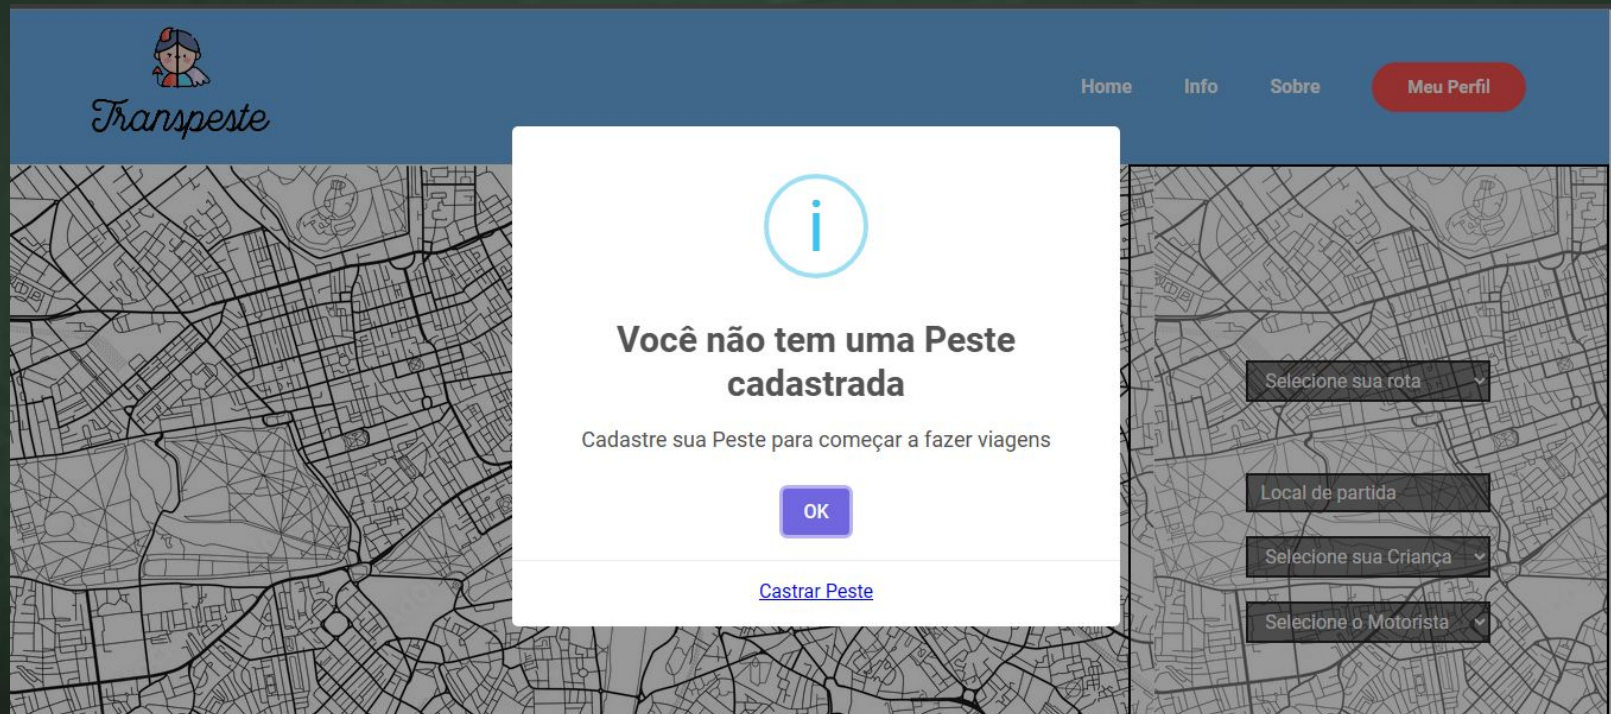 Transpeste
Home
Info
Sobre
Meu Perfil
Você não tem uma Peste
cadastrada
Cadastre sua Peste para começar a fazer viagens
OK
Castrar Peste
Selecione sua rota
Local de partida
Selecione sua Criança
Selecione o Motorista